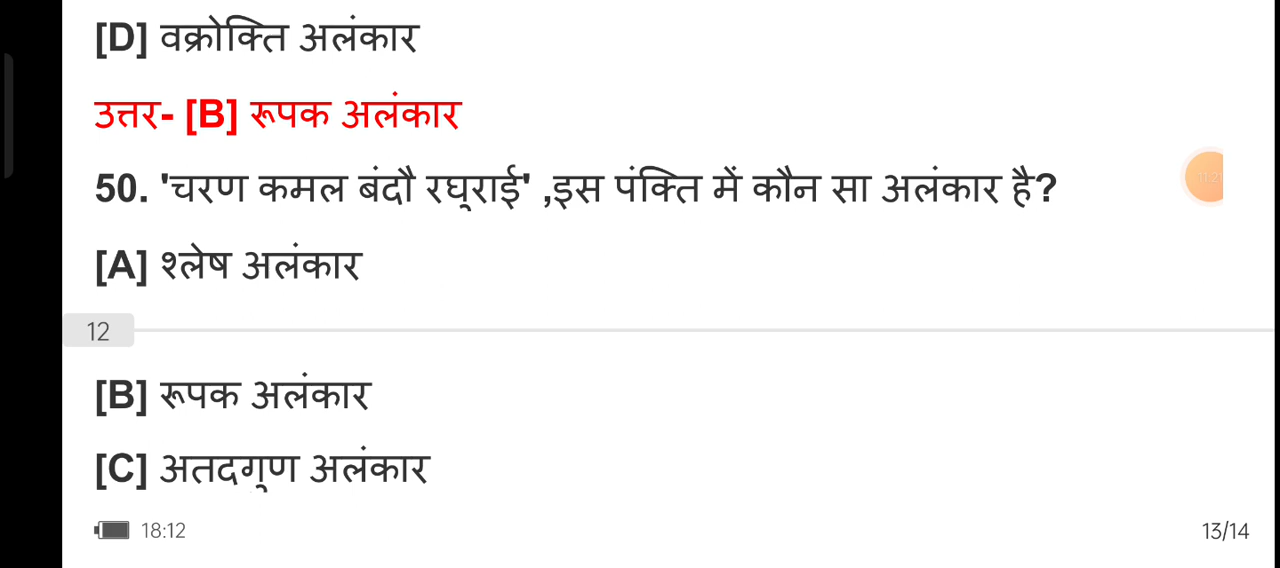 [D] वक्रोक्ति अलंकार
उत्तर- [B] रूपक अलंकार
50. 'चरण कमल बंदौ रघुराई' ,इस पंक्ति में कौन सा अलंकार है?
[A] श्लेष अलंकार
12
[B] रूपक अलंकार
[C] अतदगुण अलंकार
18:12
13/14